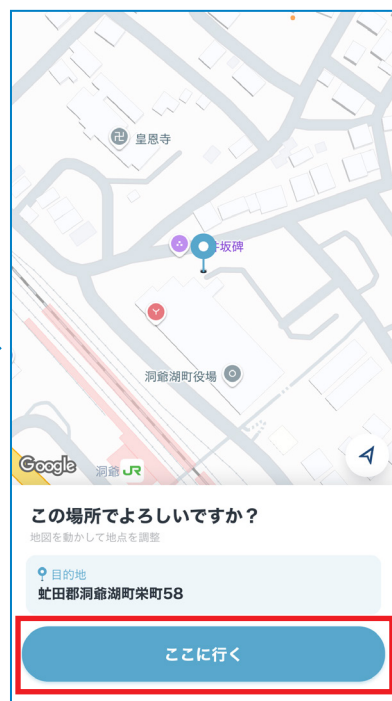 皇恩寺
坂碑
洞爺湖町役場
Google
洞爺 JR
この場所でよろしいですか？
地図を動かして地点を調整
目的地
虻田郡洞爺湖町栄町58
ここに行く